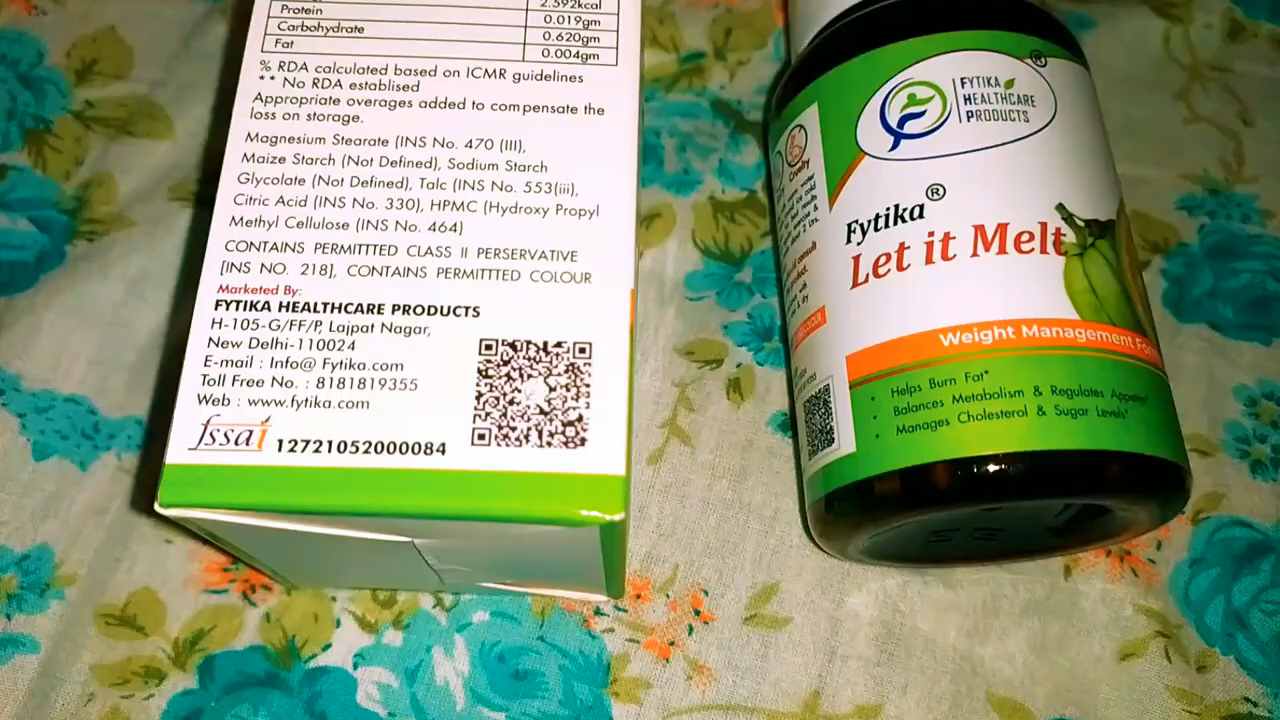 2.592kcal
Protein 0.019gm
Carbohydrate 0.620gm
Fat 0.004gm
% RDA calculated based on ICMR guidelines
** No RDA establised
Appropriate overages added to compensate the
loss on storage.
Magnesium Stearate (INS No. 470 (III),
Maize Starch (Not Defined), Sodium Starch
Glycolate (Not Defined), Talc (INS No. 553(iii),
Citric Acid (INS No. 330), HPMC (Hydroxy Propyl
Methyl Cellulose (INS No. 464)
CONTAINS PERMITTTED CLASS II PERSERVATIVE
[INS NO. 218], CONTAINS PERMITTTED COLOUR
Marketed By:
FYTIKA HEALTHCARE PRODUCTS
H-105-G/FF/P, Lajpat Nagar,
New Delhi-110024
E-mail : Info@ Fytika.com
Toll Free No. : 8181819355
Web : www.fytika.com
fssai 12721052000084
FYTIKA
HEALTHCARE
PRODUCTS
®
Fytika®
Let it Melt
Weight Management
• Helps Burn Fat*
• Balances Metabolism & Regulates
• Manages Cholesterol & Sugar Levels*
Cruelty